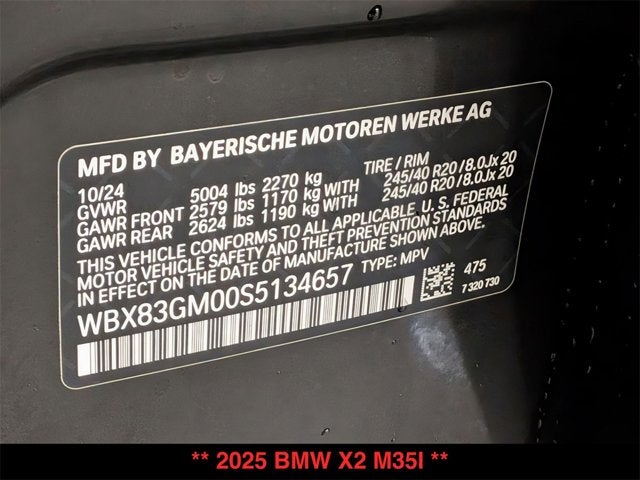 MFD BY BAYERISCHE MOTOREN WERKE AG
10/24 TIRE / RIM
GVWR 5004 lbs 2270 kg
GAWR FRONT 2579 lbs 1170 kg WITH 245/40 R20 / 8.0Jx 20
GAWR REAR 2624 lbs 1190 kg WITH 245/40 R20 / 8.0Jx 20
THIS VEHICLE CONFORMS TO ALL APPLICABLE U. S. FEDERAL
MOTOR VEHICLE SAFETY AND THEFT PREVENTION STANDARDS
IN EFFECT ON THE DATE OF MANUFACTURE SHOWN ABOVE.
WBX83GM00S5134657 TYPE: MPV
475
7 320 730
** 2025 BMW X2 M35I **